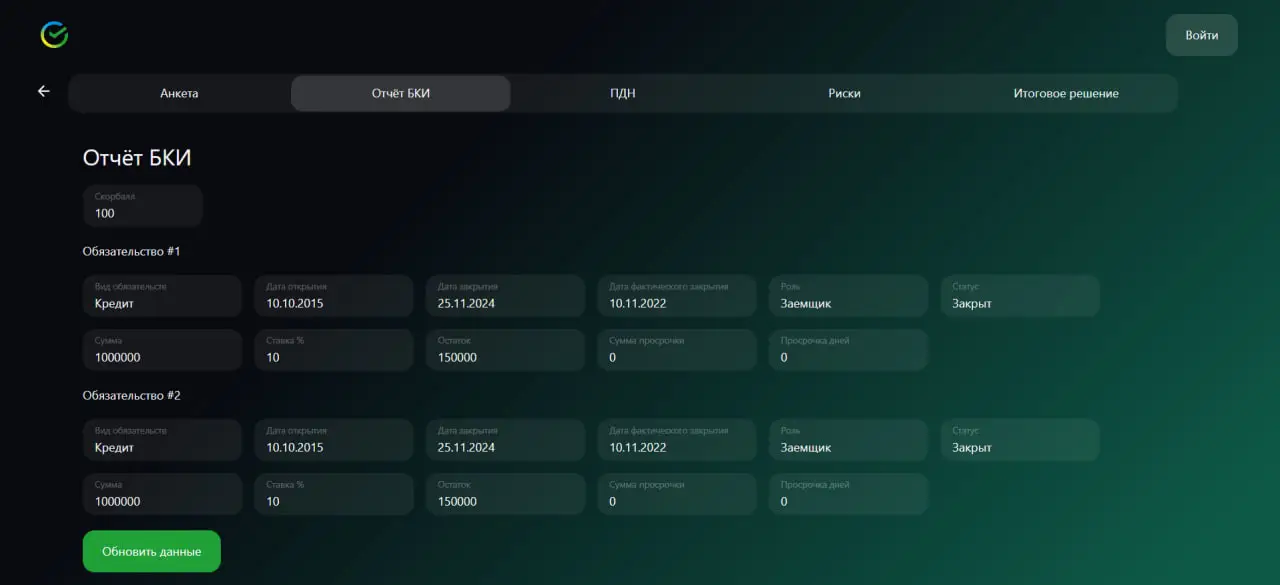 Войти
Анкета Отчёт БКИ ПДН Риски Итоговое решение
Отчёт БКИ
Скорбалл
100
Обязательство #1
Вид обязательств Дата открытия Дата закрытия Дата фактического закрытия Роль Статус
Кредит 10.10.2015 25.11.2024 10.11.2022 Заемщик Закрыт
Сумма Ставка % Остаток Сумма просрочки Просрочка дней
1000000 10 150000 0 0
Обязательство #2
Вид обязательств Дата открытия Дата закрытия Дата фактического закрытия Роль Статус
Кредит 10.10.2015 25.11.2024 10.11.2022 Заемщик Закрыт
Сумма Ставка % Остаток Сумма просрочки Просрочка дней
1000000 10 150000 0 0
Обновить данные